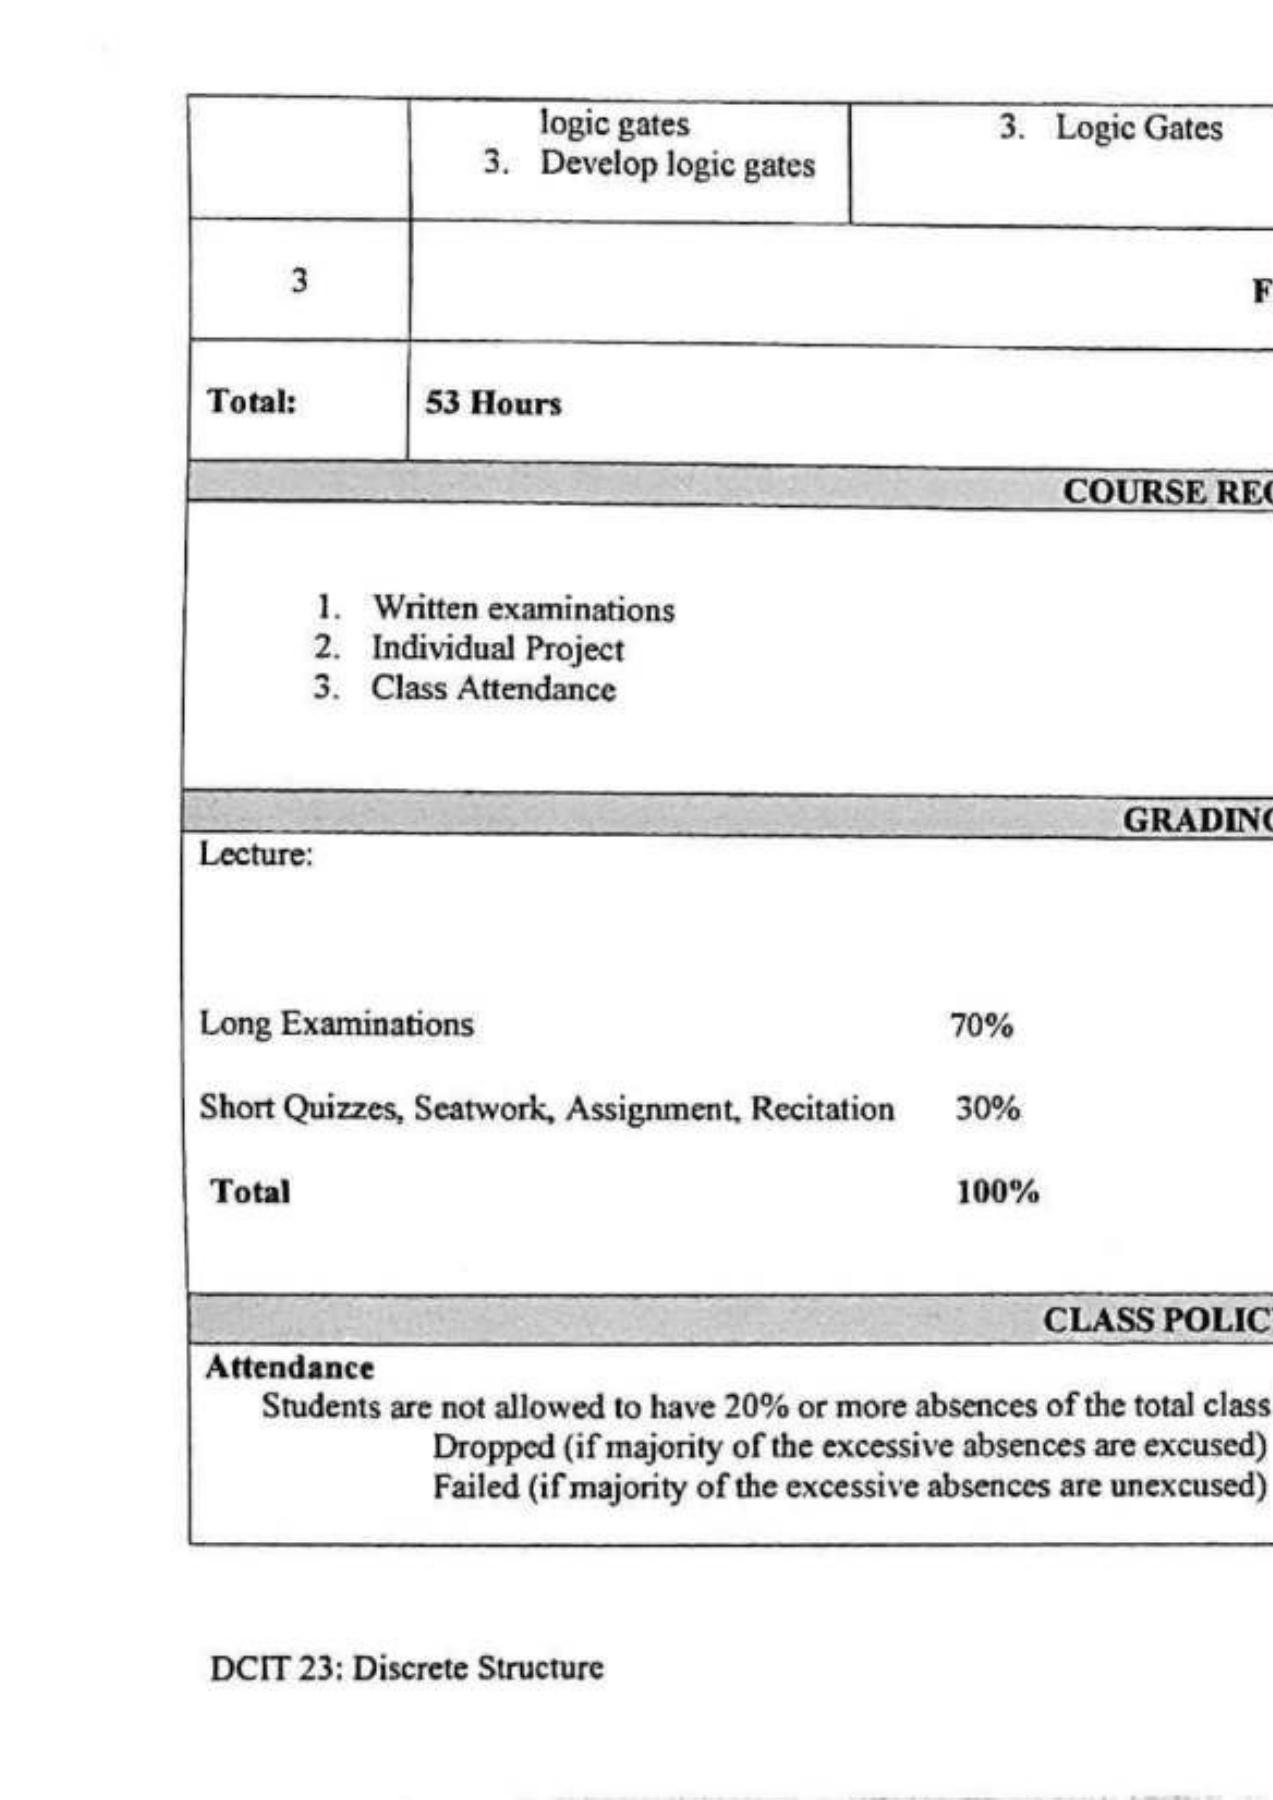 logic gates
3. Develop logic gates
3. Logic Gates
3
F
Total:
53 Hours
COURSE REQ
1. Written examinations
2. Individual Project
3. Class Attendance
GRADING
Lecture:
Long Examinations 70%
Short Quizzes, Seatwork, Assignment, Recitation 30%
Total 100%
CLASS POLIC
Attendance
Students are not allowed to have 20% or more absences of the total class
Dropped (if majority of the excessive absences are excused)
Failed (if majority of the excessive absences are unexcused)
DCIT 23: Discrete Structure